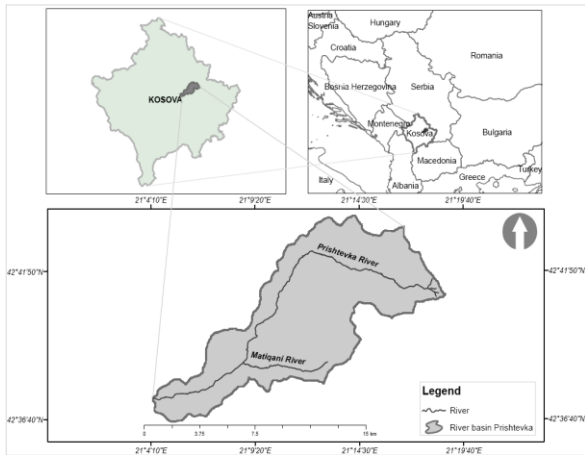 KOSOVA
Austria
Slovenia
Hungary
Croatia
Romania
Bosnia Herzegovina
Serbia
Montenegro
Kosova
Bulgaria
Macedonia
Italy
Albania
Greece
Turkey
21°4'10"E 21°9'20"E 21°14'30"E 21°19'40"E
42°41'50"N 42°41'50"N
Prishtevka River
Matiqani River
Legend
River
River basin Prishtevka
0 3.75 7.5 15 km
42°36'40"N 42°36'40"N
21°4'10"E 21°9'20"E 21°14'30"E 21°19'40"E